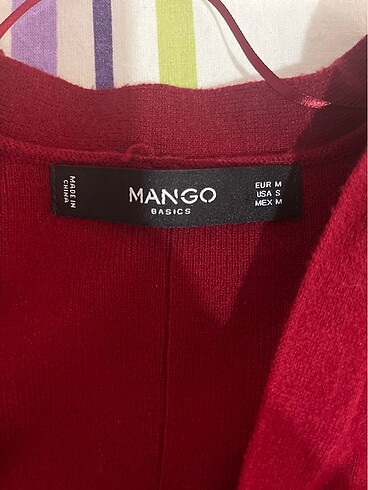 MADE IN
CHINA
MANGO
BASICS
EUR M
USA S
MEX M